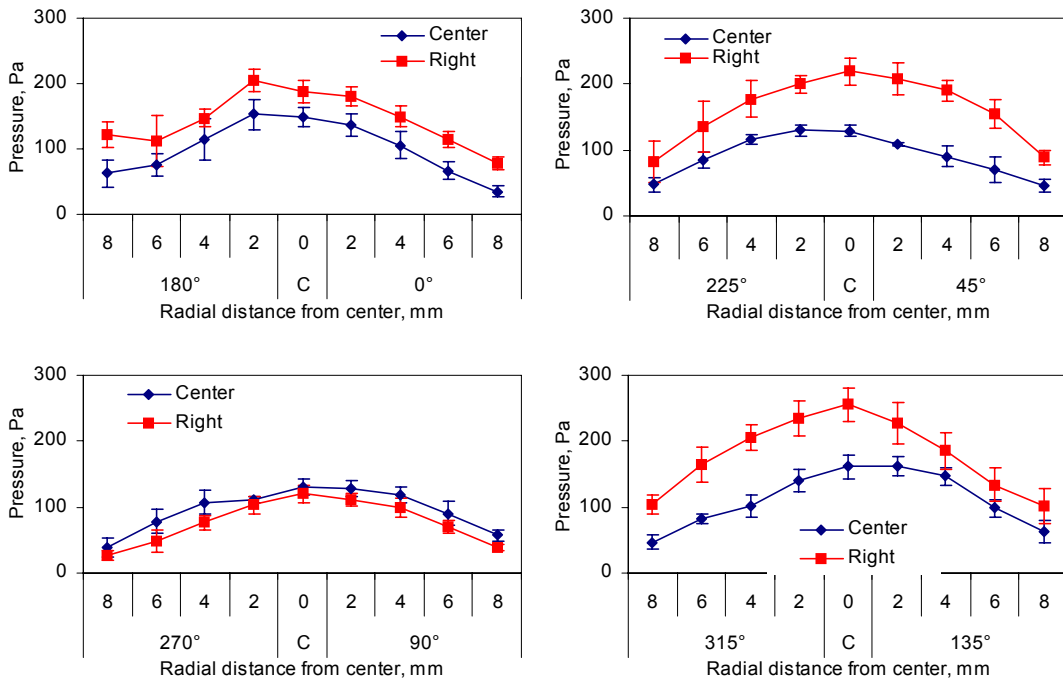 300
200
100
0
Pressure, Pa
Center
Right
8 6 4 2 0 2 4 6 8
180° C 0°
Radial distance from center, mm
300
200
100
0
Pressure, Pa
Center
Right
8 6 4 2 0 2 4 6 8
225° C 45°
Radial distance from center, mm
300
200
100
0
Pressure, Pa
Center
Right
8 6 4 2 0 2 4 6 8
270° C 90°
Radial distance from center, mm
300
200
100
0
Pressure, Pa
Center
Right
8 6 4 2 0 2 4 6 8
315° C 135°
Radial distance from center, mm